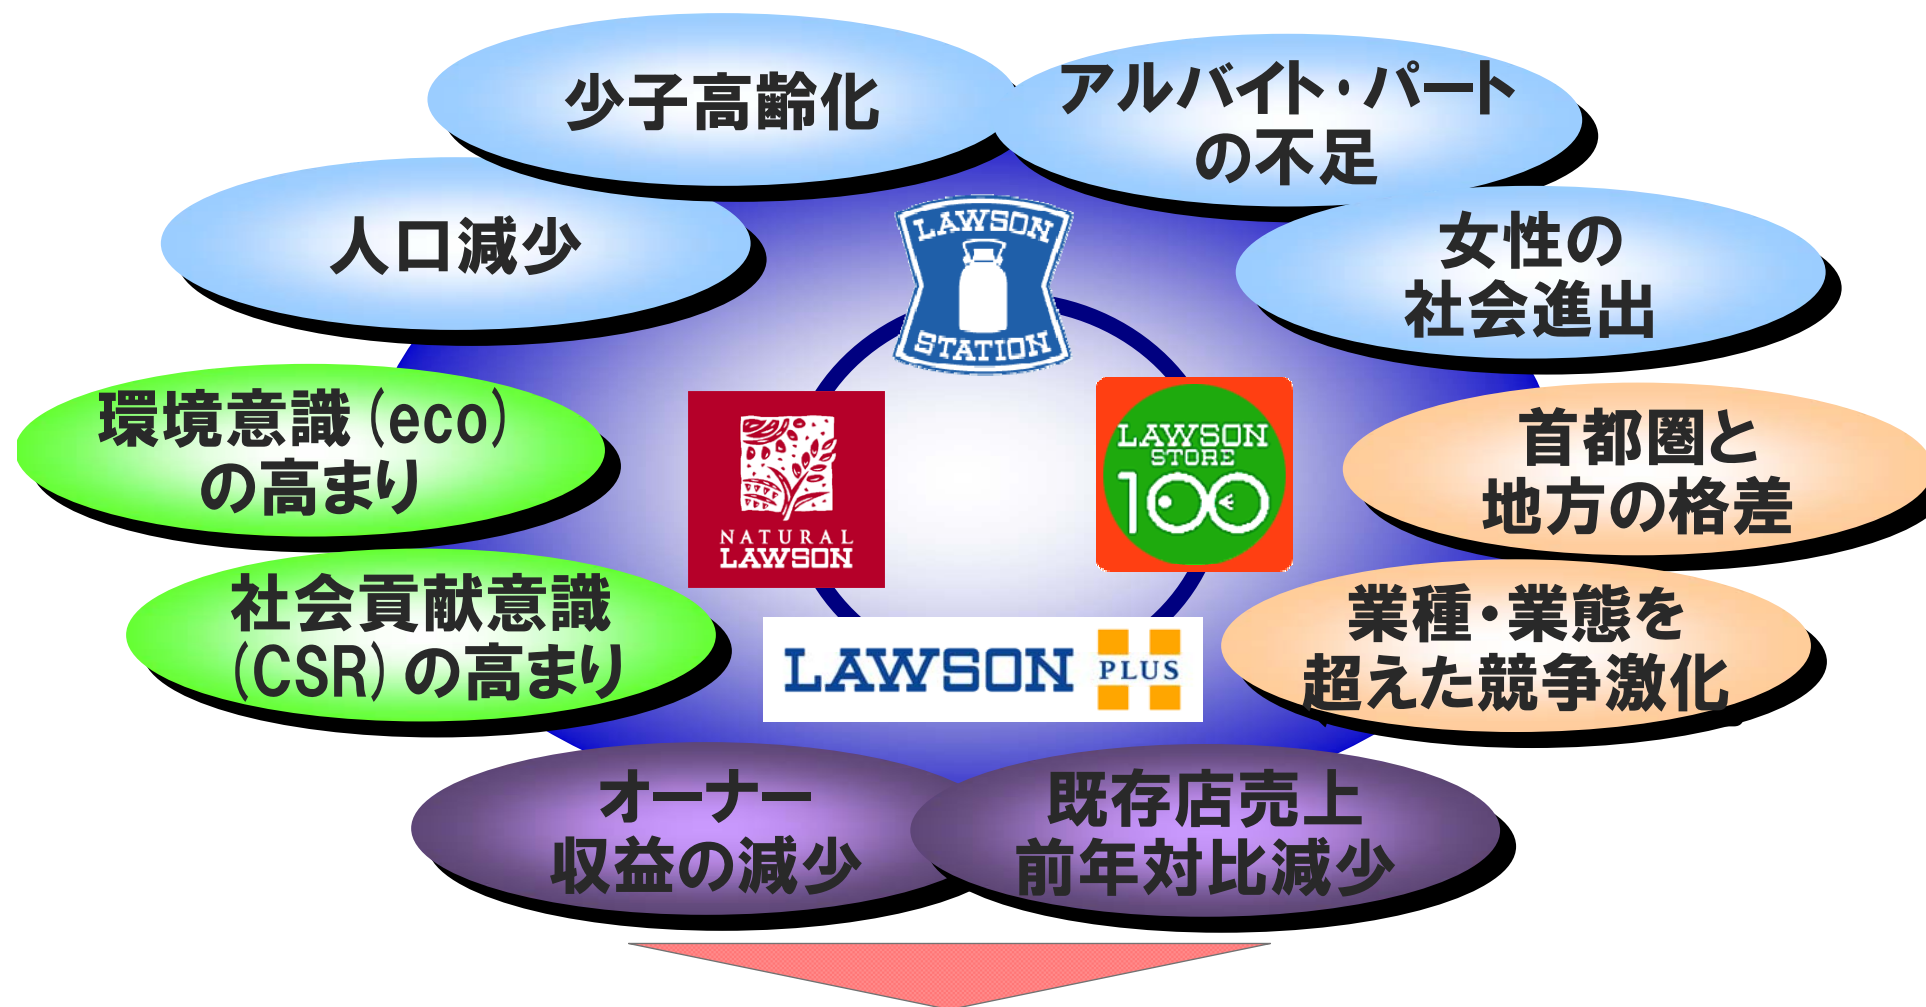 少子高齢化
アルバイト・パート
の不足
人口減少
女性の
社会進出
LAWSON
STATION
環境意識(eco)
の高まり
首都圏と
地方の格差
NATURAL
LAWSON
LAWSON
STORE
100
社会貢献意識
(CSR)の高まり
業種・業態を
超えた競争激化
LAWSON PLUS
オーナー
収益の減少
既存店売上
前年対比減少